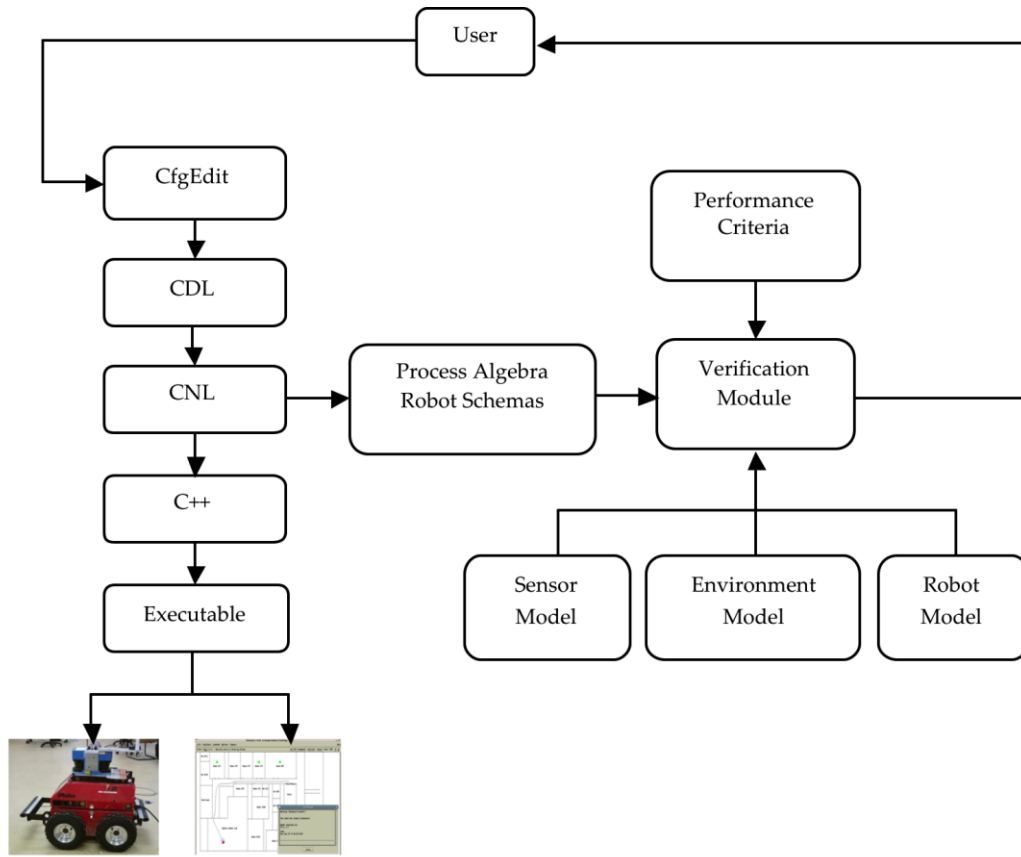 User
CfgEdit
Performance
Criteria
CDL
CNL
Process Algebra
Robot Schemas
Verification
Module
C++
Sensor
Model
Environment
Model
Robot
Model
Executable